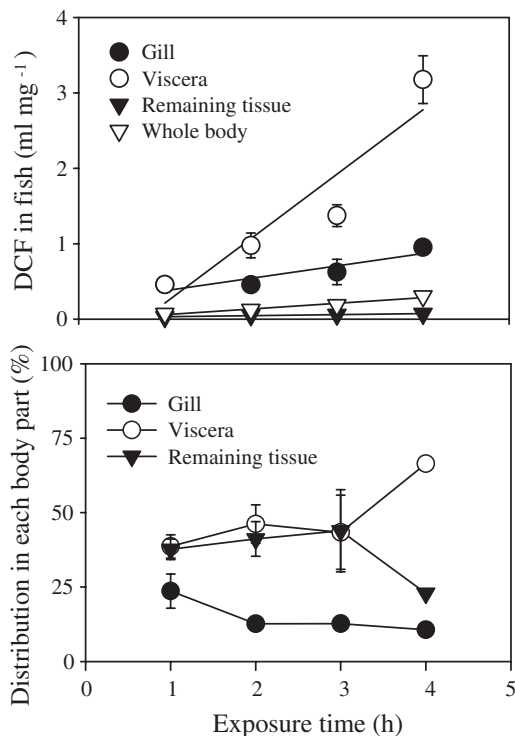 DCF in fish (ml mg ⁻¹)
4
3
2
1
0
Gill
Viscera
Remaining tissue
Whole body
Distribution in each body part (%)
100
75
50
25
0
Gill
Viscera
Remaining tissue
0 1 2 3 4 5
Exposure time (h)